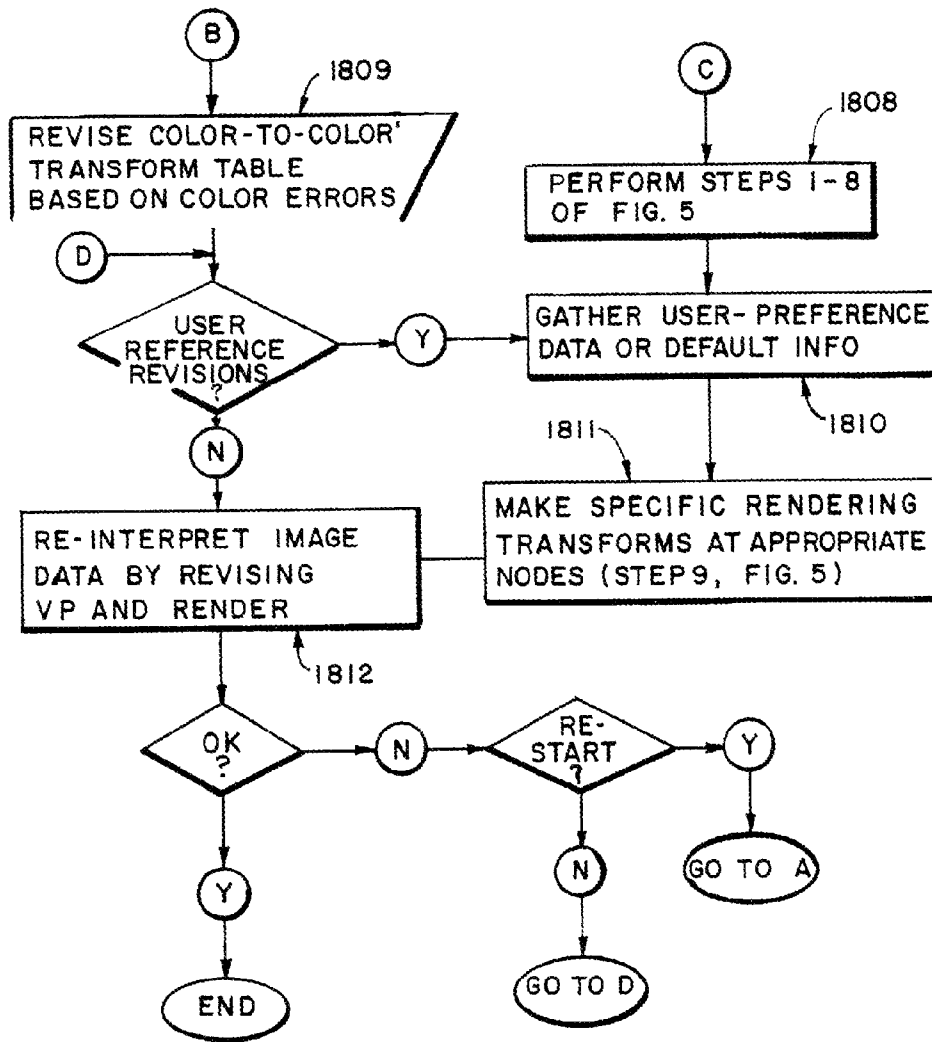 B
1809
REVISE COLOR-TO-COLOR'
TRANSFORM TABLE
BASED ON COLOR ERRORS
D
USER
REFERENCE
REVISIONS
?
Y
N
C
1808
PERFORM STEPS 1-8
OF FIG. 5
GATHER USER-PREFERENCE
DATA OR DEFAULT INFO
1810
1811
MAKE SPECIFIC RENDERING
TRANSFORMS AT APPROPRIATE
NODES (STEP 9, FIG. 5)
RE-INTERPRET IMAGE
DATA BY REVISING
VP AND RENDER
1812
OK
?
N
RE-
START
?
Y
GO TO A
N
GO TO D
Y
END